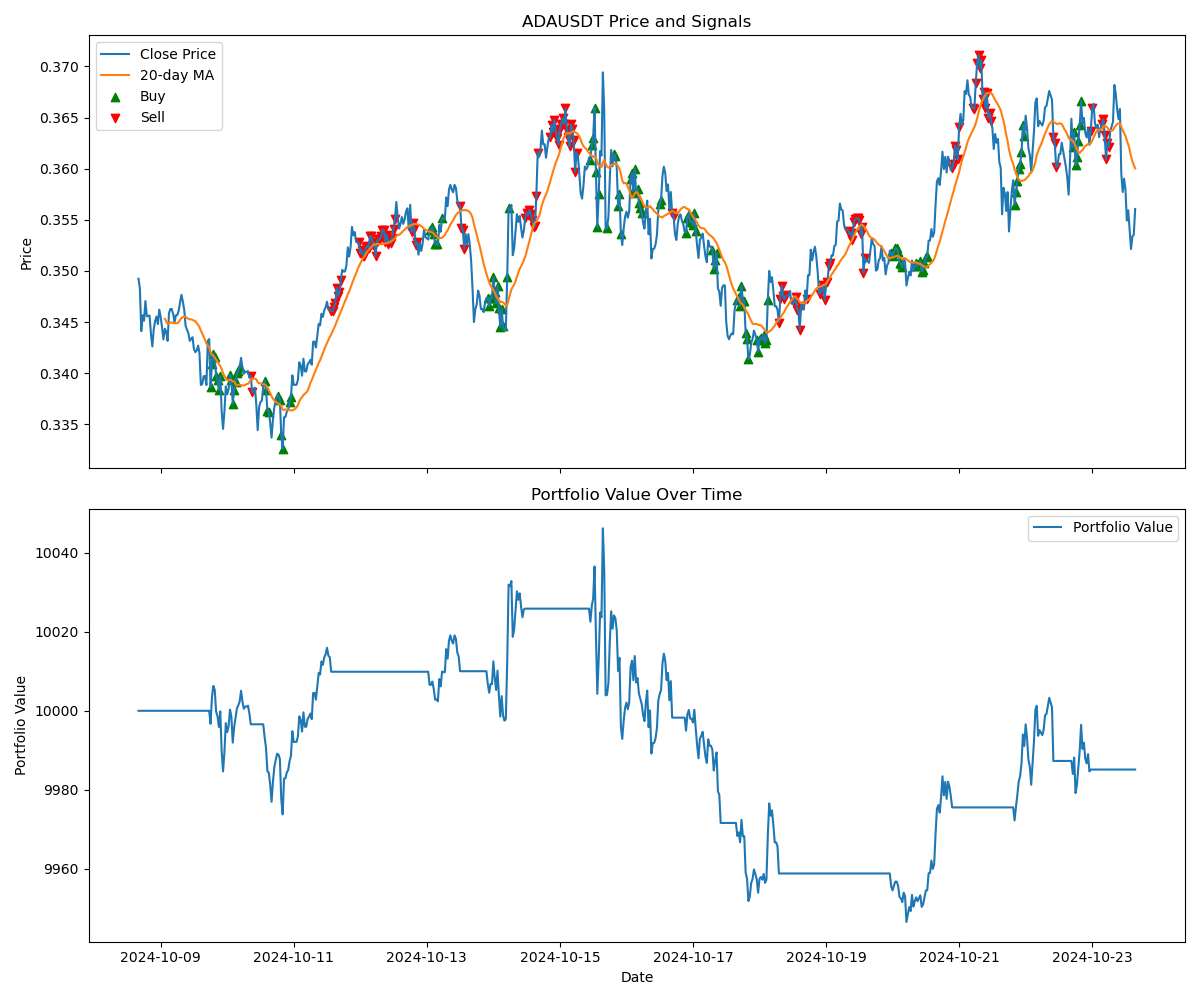 ADAUSDT Price and Signals
Close Price
20-day MA
Buy
Sell
0.370
0.365
0.360
0.355
0.350
0.345
0.340
0.335
Price
Portfolio Value Over Time
Portfolio Value
10040
10020
10000
9980
9960
Portfolio Value
2024-10-09 2024-10-11 2024-10-13 2024-10-15 2024-10-17 2024-10-19 2024-10-21 2024-10-23
Date